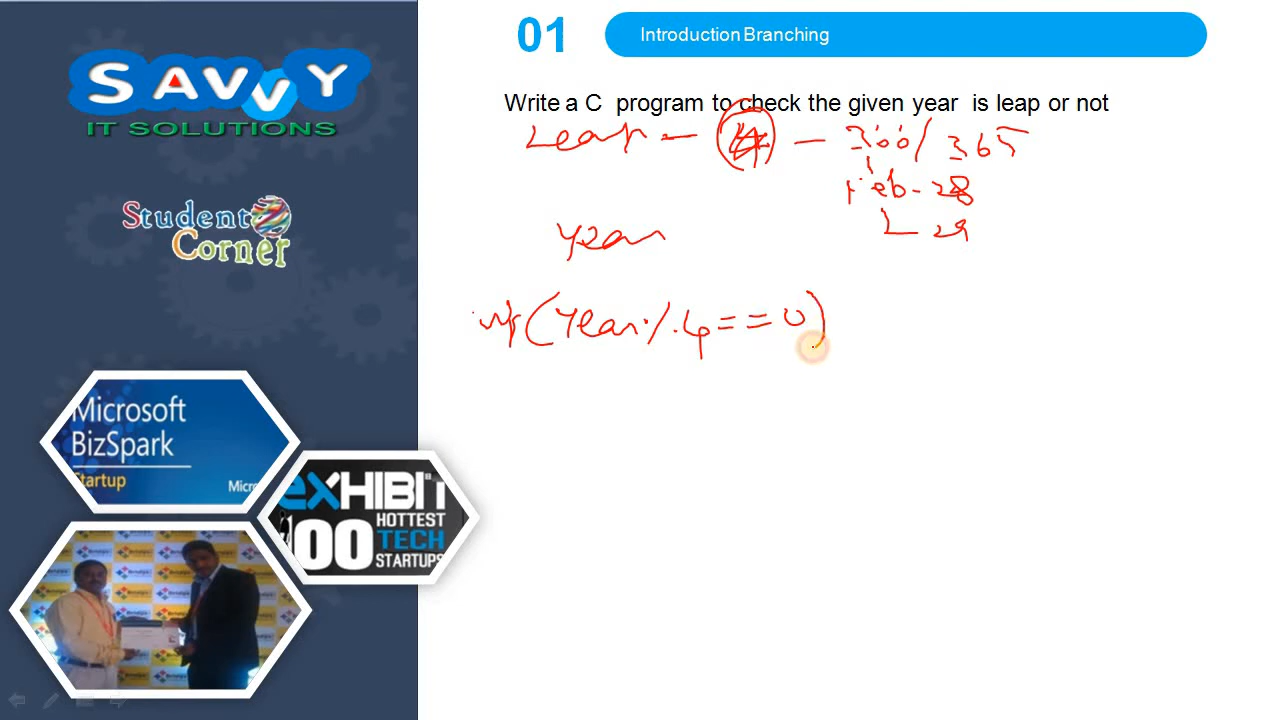 SAVVY
IT SOLUTIONS
Student
Corner
Microsoft
BizSpark
Startup
Micros
eXHIBIT
100
HOTTEST
TECH
STARTUPS
01
Introduction Branching
Write a C program to check the given year is leap or not
Leap - 4 - 300/365
Feb - 28
29
year
if(Year%4==0)